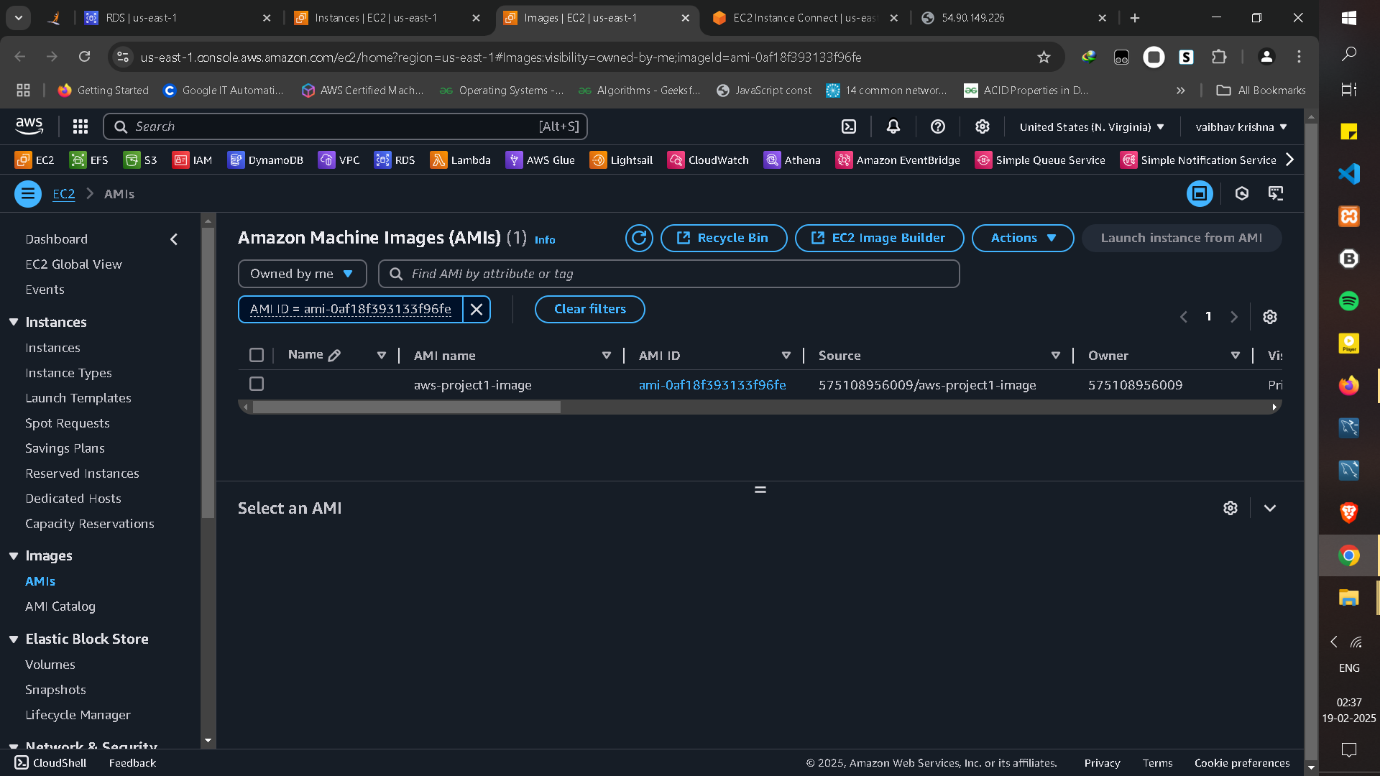 RDS | us-east-1
Instances | EC2 | us-east-1
Images | EC2 | us-east-1
EC2 Instance Connect | us-eas
54.90.149.226
us-east-1.console.aws.amazon.com/ec2/home?region=us-east-1#Images:visibility=owned-by-me;imageId=ami-0af18f393133f96fe
Getting Started
Google IT Automati...
AWS Certified Mach...
Operating Systems -...
Algorithms - Geeksf...
JavaScript const
14 common networ...
ACID Properties in D...
»
All Bookmarks
aws
Search
[Alt+S]
United States (N. Virginia)
vaibhav krishna
EC2
EFS
S3
IAM
DynamoDB
VPC
RDS
Lambda
AWS Glue
Lightsail
CloudWatch
Athena
Amazon EventBridge
Simple Queue Service
Simple Notification Service
EC2
AMIs
Dashboard
EC2 Global View
Events
Instances
Instances
Instance Types
Launch Templates
Spot Requests
Savings Plans
Reserved Instances
Dedicated Hosts
Capacity Reservations
Images
AMIs
AMI Catalog
Elastic Block Store
Volumes
Snapshots
Lifecycle Manager
Network & Security
Amazon Machine Images (AMIs) (1) Info
Recycle Bin
EC2 Image Builder
Actions
Launch instance from AMI
Owned by me
Find AMI by attribute or tag
AMI ID = ami-0af18f393133f96fe
Clear filters
1
Name
AMI name
AMI ID
Source
Owner
Vis
aws-project1-image
ami-0af18f393133f96fe
575108956009/aws-project1-image
575108956009
Pri
Select an AMI
CloudShell
Feedback
© 2025, Amazon Web Services, Inc. or its affiliates.
Privacy
Terms
Cookie preferences
ENG
02:37
19-02-2025